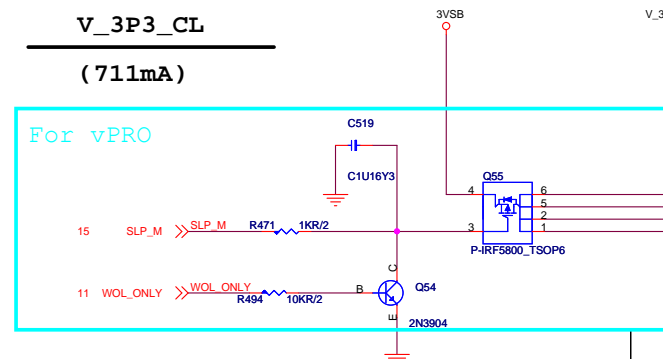 V_3P3_CL
(711mA)
3VSB
V_3
For vPRO
C519
C1U16Y3
Q55
4
6
5
2
3
1
P-IRF5800_TSOP6
15
SLP_M
SLP_M
R471
1KR/2
C
11
WOL_ONLY
WOL_ONLY
R494
10KR/2
B
Q54
E
2N3904